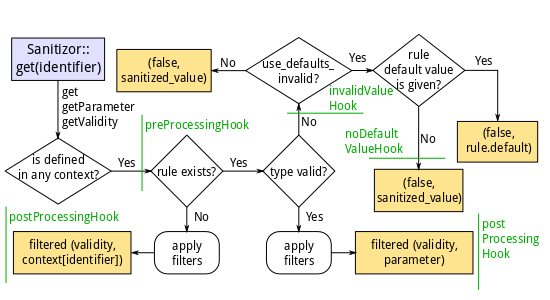 Sanitizor::
get(identifier)
get
getParameter
getValidity
is defined
in any context?
Yes
preProcessingHook
rule exists?
Yes
No
type valid?
No
Yes
use_defaults_
invalid?
No
(false,
sanitized_value)
Yes
invalidValue
Hook
rule
default value
is given?
Yes
(false,
rule.default)
No
noDefault
ValueHook
(false,
sanitized_value)
postProcessingHook
filtered (validity,
context[identifier])
apply
filters
apply
filters
filtered (validity,
parameter)
post
Processing
Hook